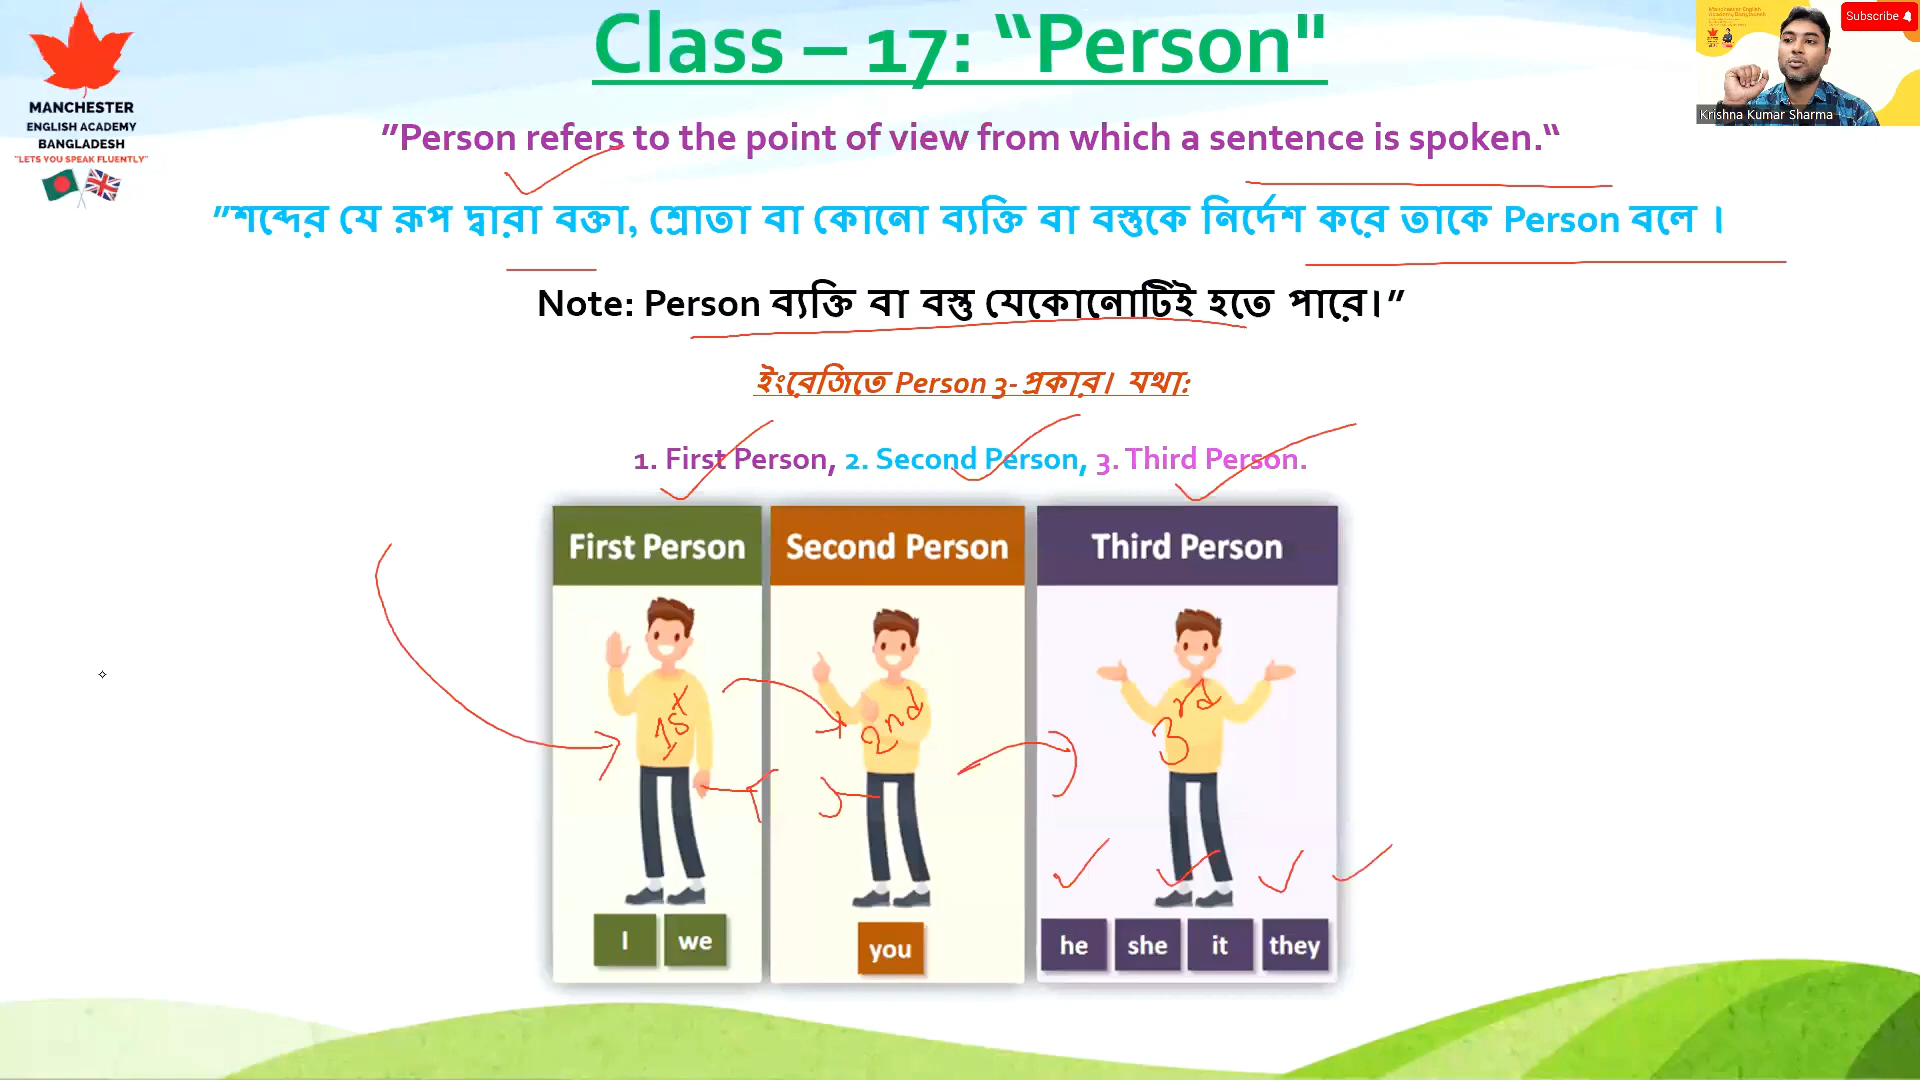 Class – 17: “Person"
MANCHESTER
ENGLISH ACADEMY
BANGLADESH
"LETS YOU SPEAK FLUENTLY"
Subscribe
Krishna Kumar Sharma
”Person refers to the point of view from which a sentence is spoken.“
”শব্দের যে রূপ দ্বারা বক্তা, শ্রোতা বা কোনো ব্যক্তি বা বস্তুকে নির্দেশ করে তাকে Person বলে ।
Note: Person ব্যক্তি বা বস্তু যেকোনোটিই হতে পারে।”
ইংরেজিতে Person 3- প্রকার। যথা:
1. First Person, 2. Second Person, 3. Third Person.
First Person Second Person Third Person
1st 2nd 3rd
I we you he she it they